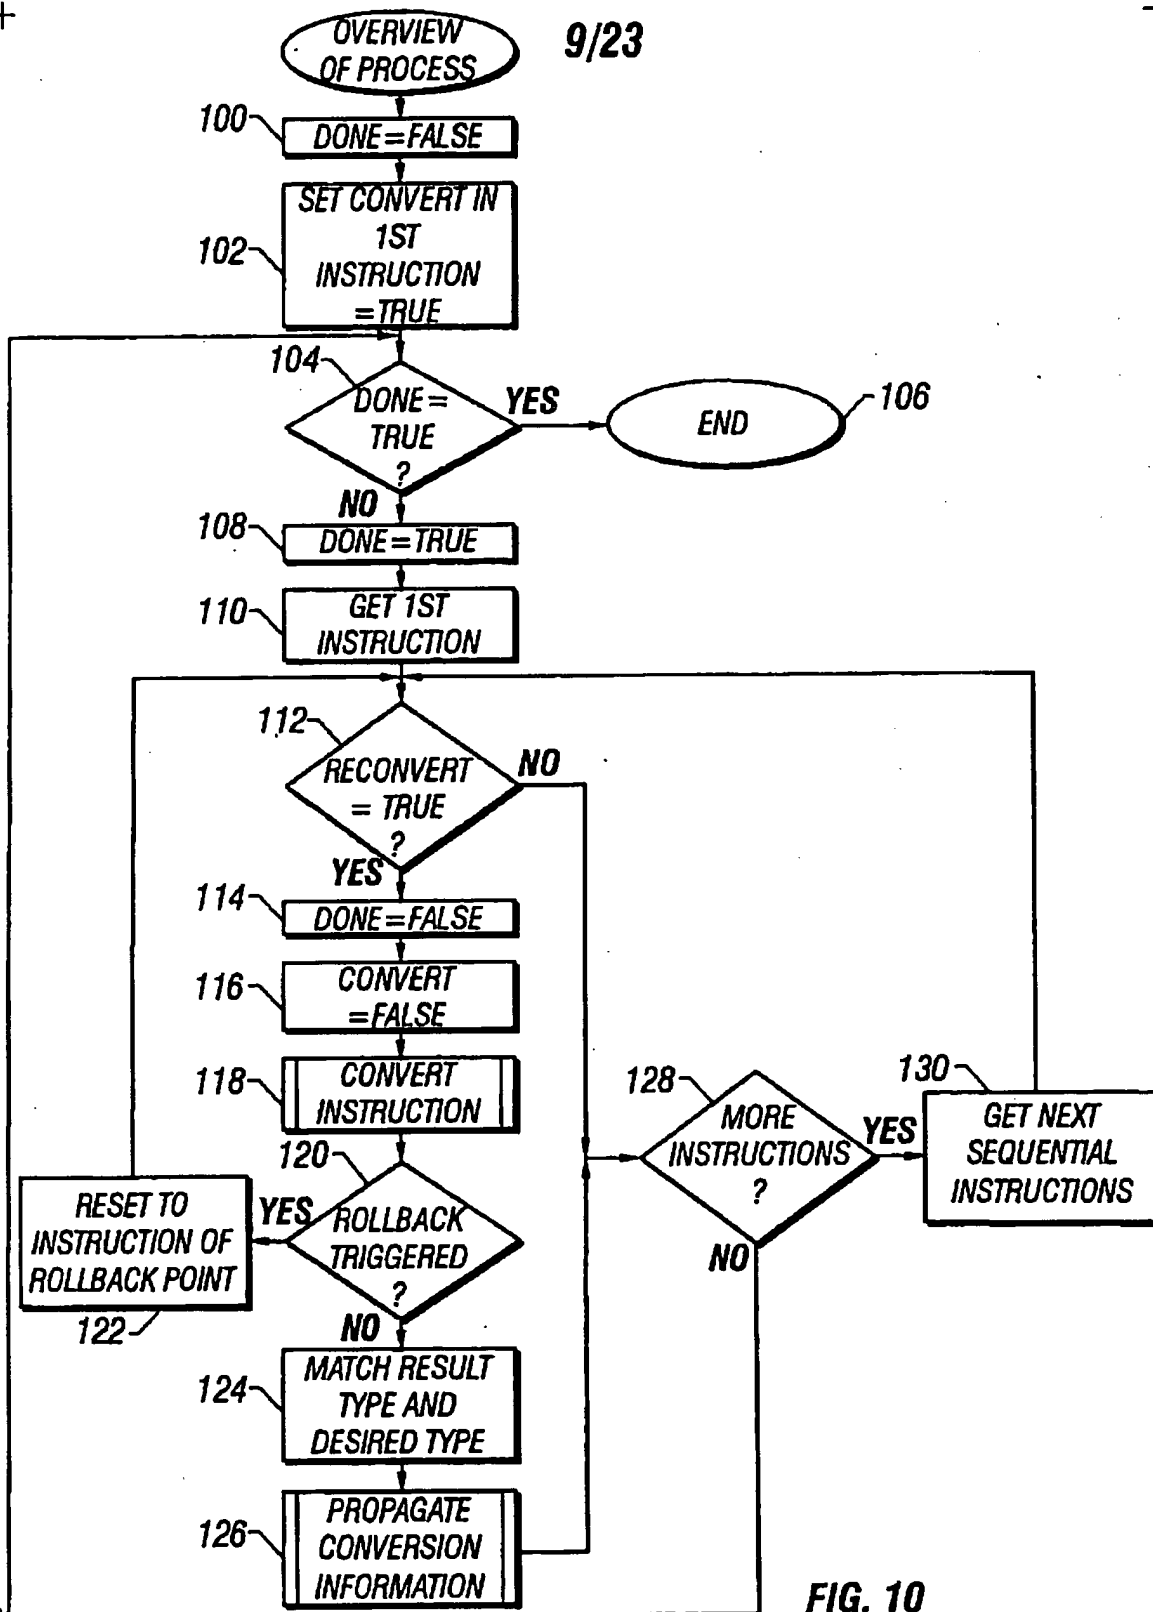 OVERVIEW
OF PROCESS
9/23
100
DONE=FALSE
102
SET CONVERT IN
1ST
INSTRUCTION
=TRUE
104
DONE=
TRUE
?
YES
END
106
NO
108
DONE=TRUE
110
GET 1ST
INSTRUCTION
112
RECONVERT
= TRUE
?
NO
YES
114
DONE=FALSE
116
CONVERT
=FALSE
118
CONVERT
INSTRUCTION
128
MORE
INSTRUCTIONS
?
YES
130
GET NEXT
SEQUENTIAL
INSTRUCTIONS
NO
120
ROLLBACK
TRIGGERED
?
YES
RESET TO
INSTRUCTION OF
ROLLBACK POINT
122
NO
124
MATCH RESULT
TYPE AND
DESIRED TYPE
126
PROPAGATE
CONVERSION
INFORMATION
FIG. 10